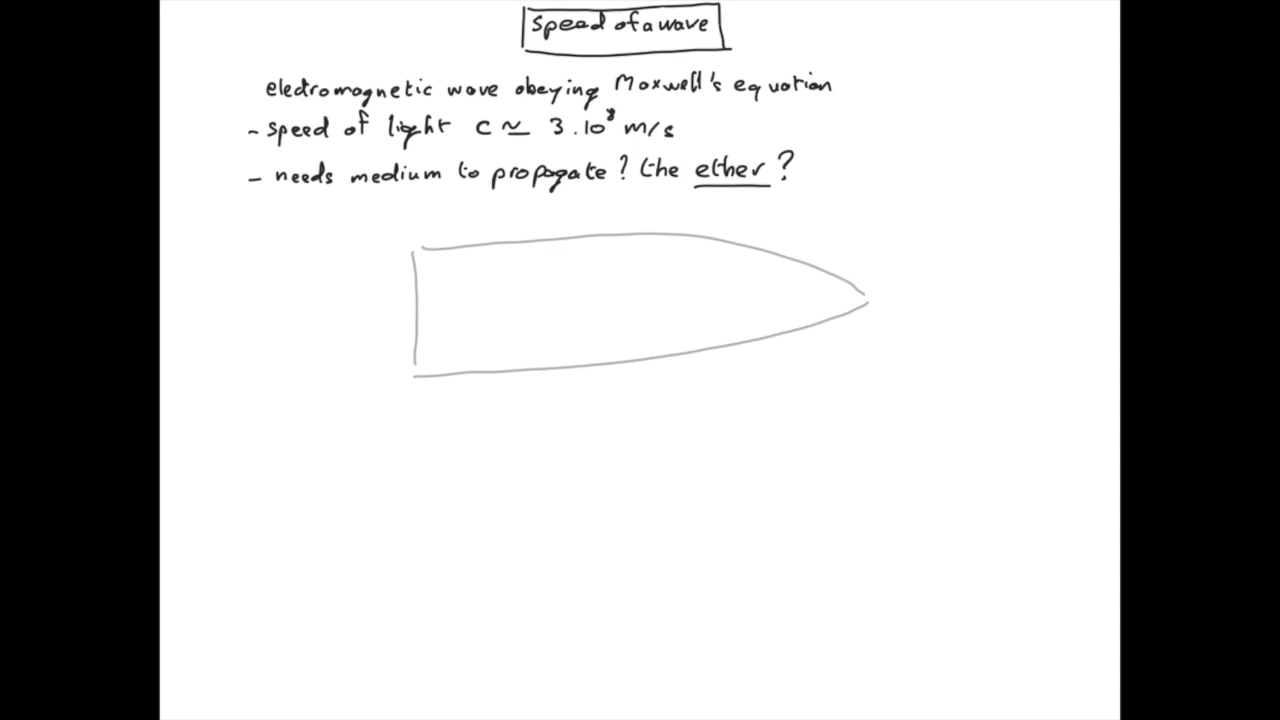 Speed of a wave
electromagnetic wave obeying Maxwell's equation
- speed of light c ≃ 3.10⁸ m/s
- needs medium to propagate? the ether?